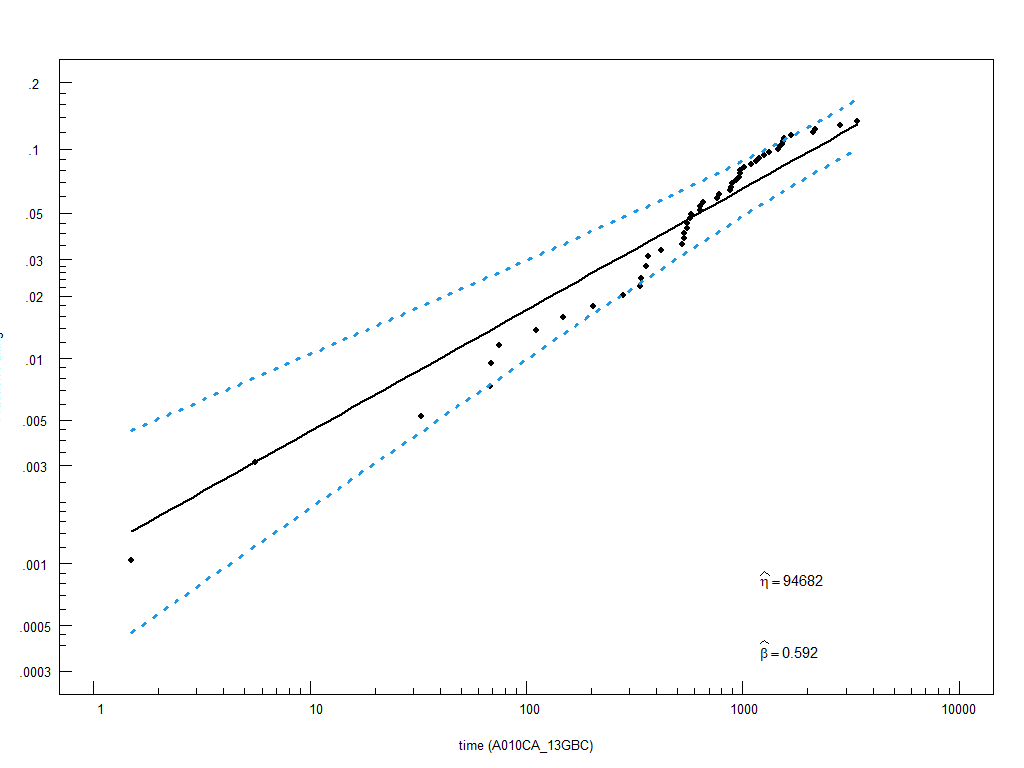 .2
.1
.05
.03
.02
.01
.005
.003
.001
.0005
.0003
η̂ = 94682
β̂ = 0.592
1 10 100 1000 10000
time (A010CA_13GBC)